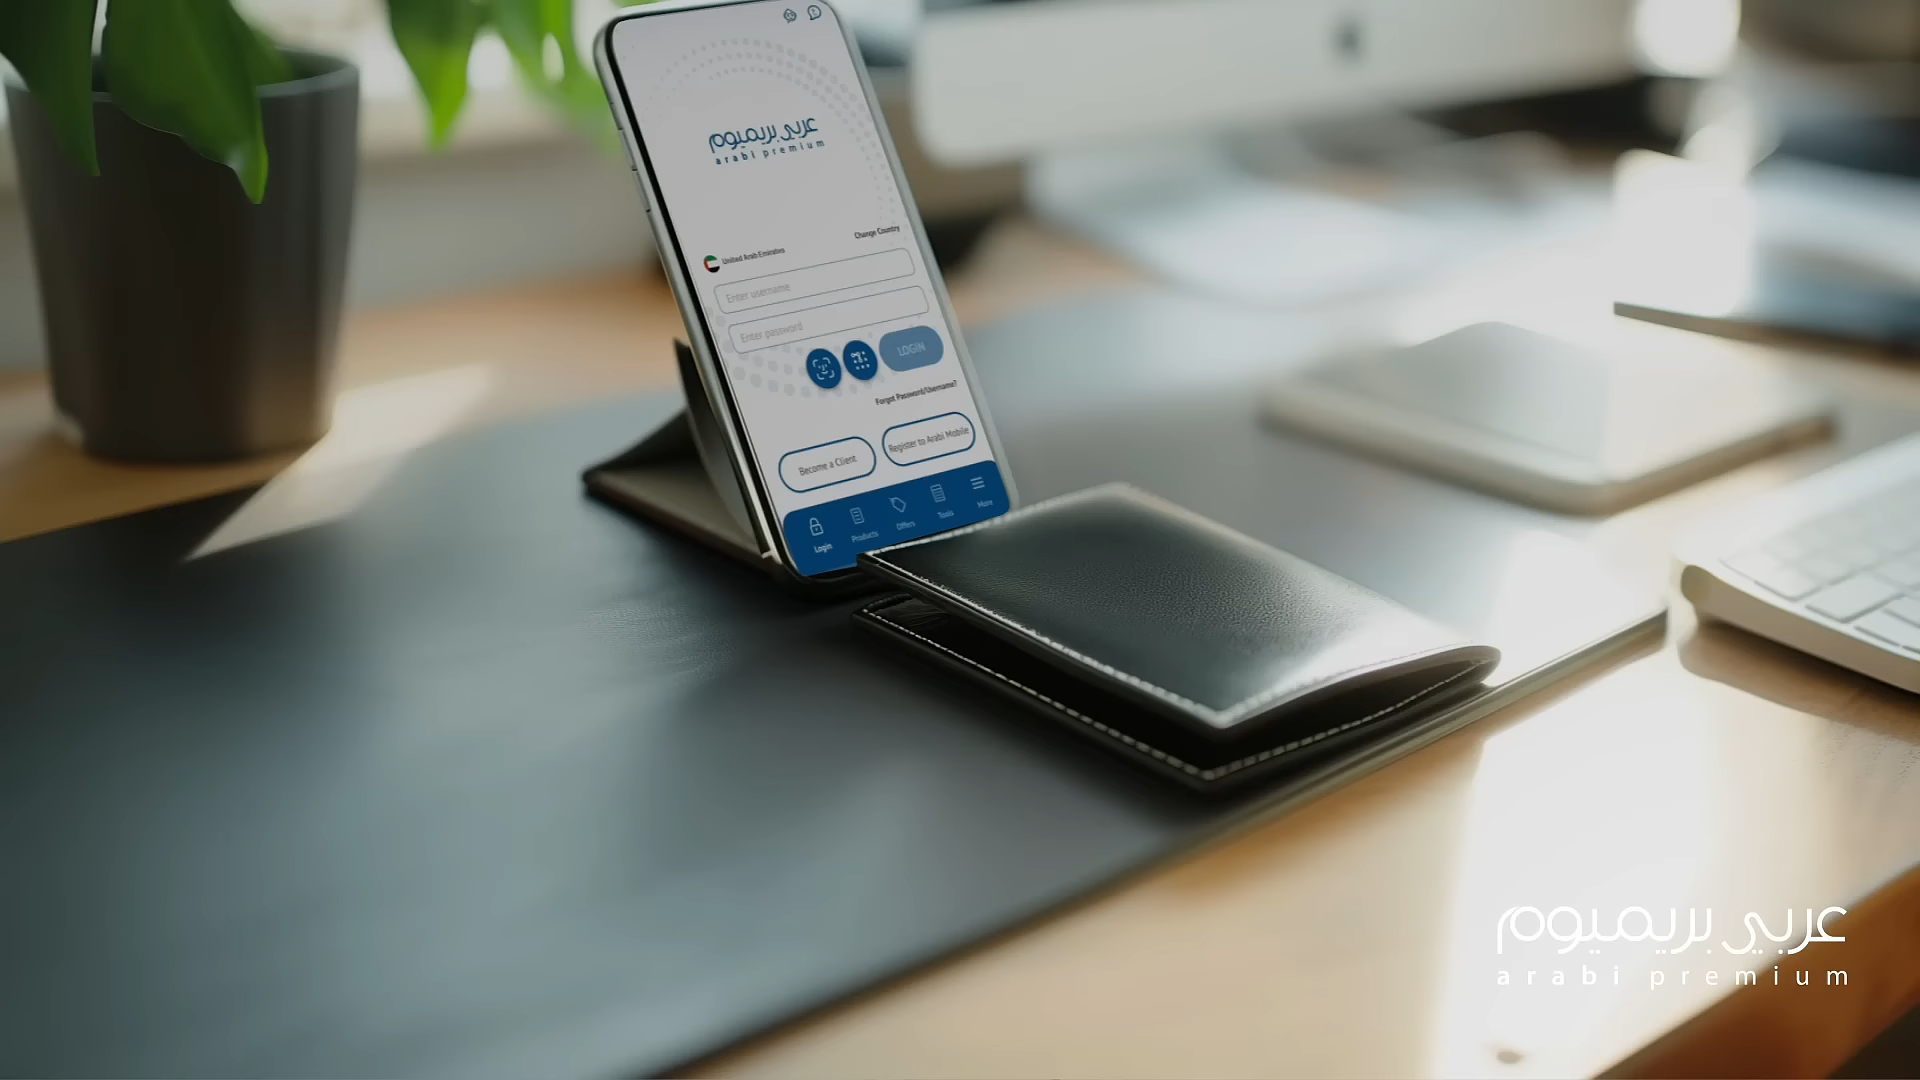 عربي بريميوم
arabi premium
Change Country
United Arab Emirates
Enter username
Enter password
LOGIN
Forgot Password/Username?
Become a Client
Register to Arabi Mobile
Login
Products
Offers
Tools
More
عربي بريميوم
arabi premium